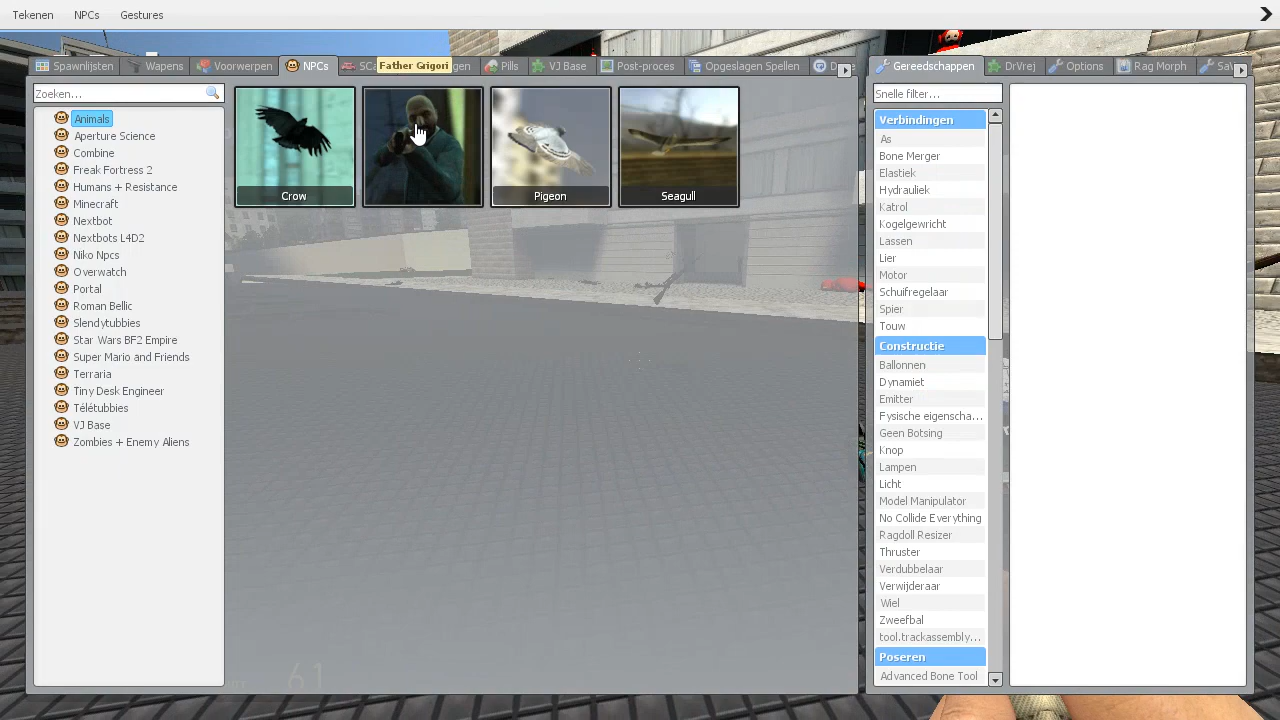 Tekenen NPCs Gestures
Spawnlijsten Wapens Voorwerpen NPCs Father Grigori Pills VJ Base Post-proces Opgeslagen Spellen
Gereedschappen DrVrej Options Rag Morph
Zoeken...
Animals
Aperture Science
Combine
Freak Fortress 2
Humans + Resistance
Minecraft
Nextbot
Nextbots L4D2
Niko Npcs
Overwatch
Portal
Roman Bellic
Slendytubbies
Star Wars BF2 Empire
Super Mario and Friends
Terraria
Tiny Desk Engineer
Télétubbies
VJ Base
Zombies + Enemy Aliens
Crow Pigeon Seagull
61
Snelle filter...
Verbindingen
As
Bone Merger
Elastiek
Hydrauliek
Katrol
Kogelgewricht
Lassen
Lier
Motor
Schuifregelaar
Spier
Touw
Constructie
Ballonnen
Dynamiet
Emitter
Fysische eigenscha...
Geen Botsing
Knop
Lampen
Licht
Model Manipulator
No Collide Everything
Ragdoll Resizer
Thruster
Verdubbelaar
Verwijderaar
Wiel
Zweefbal
tool.trackassembly...
Poseren
Advanced Bone Tool